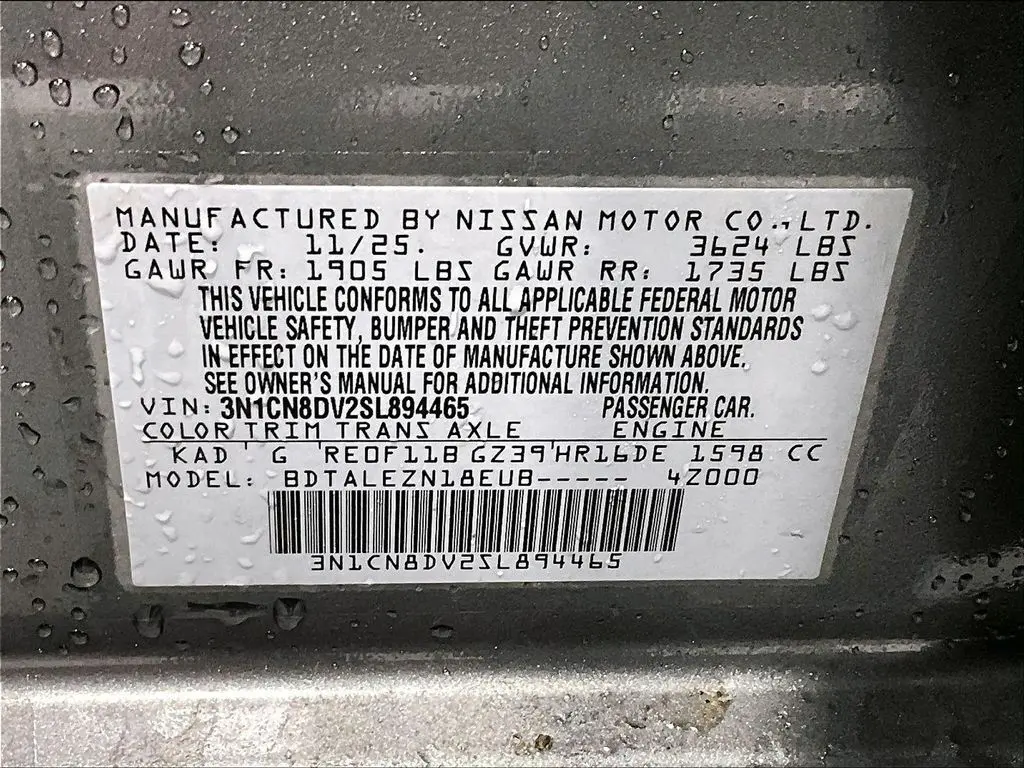 MANUFACTURED BY NISSAN MOTOR CO.,LTD.
DATE: 11/25. GVWR: 3624 LBS
GAWR FR: 1905 LBS GAWR RR: 1735 LBS
THIS VEHICLE CONFORMS TO ALL APPLICABLE FEDERAL MOTOR
VEHICLE SAFETY, BUMPER AND THEFT PREVENTION STANDARDS
IN EFFECT ON THE DATE OF MANUFACTURE SHOWN ABOVE.
SEE OWNER'S MANUAL FOR ADDITIONAL INFORMATION.
VIN: 3N1CN8DV2SL894465 PASSENGER CAR.
COLOR TRIM TRANS AXLE ENGINE
KAD G RE0F11B GZ39 HR16DE 1598 CC
MODEL: BDTALEZN18EUB----- 4Z000
3N1CN8DV2SL894465